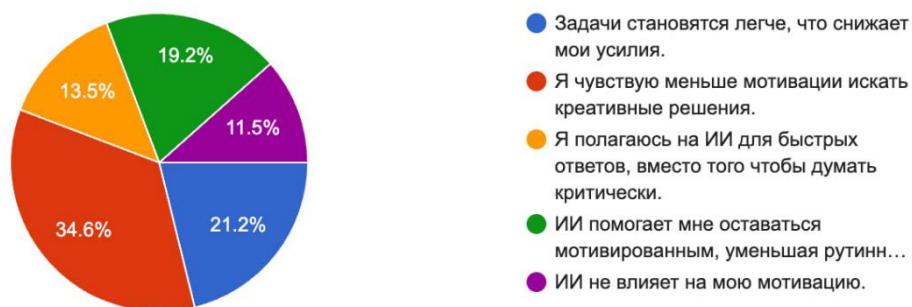 19.2%
13.5%
11.5%
34.6%
21.2%
Задачи становятся легче, что снижает
мои усилия.
Я чувствую меньше мотивации искать
креативные решения.
Я полагаюсь на ИИ для быстрых
ответов, вместо того чтобы думать
критически.
ИИ помогает мне оставаться
мотивированным, уменьшая рутинн…
ИИ не влияет на мою мотивацию.